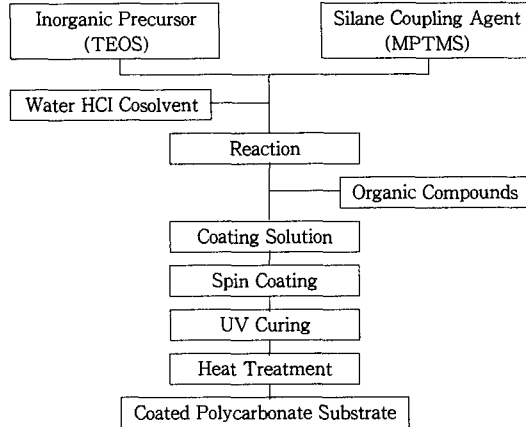 Inorganic Precursor
(TEOS)
Silane Coupling Agent
(MPTMS)
Water HCl Cosolvent
Reaction
Organic Compounds
Coating Solution
Spin Coating
UV Curing
Heat Treatment
Coated Polycarbonate Substrate